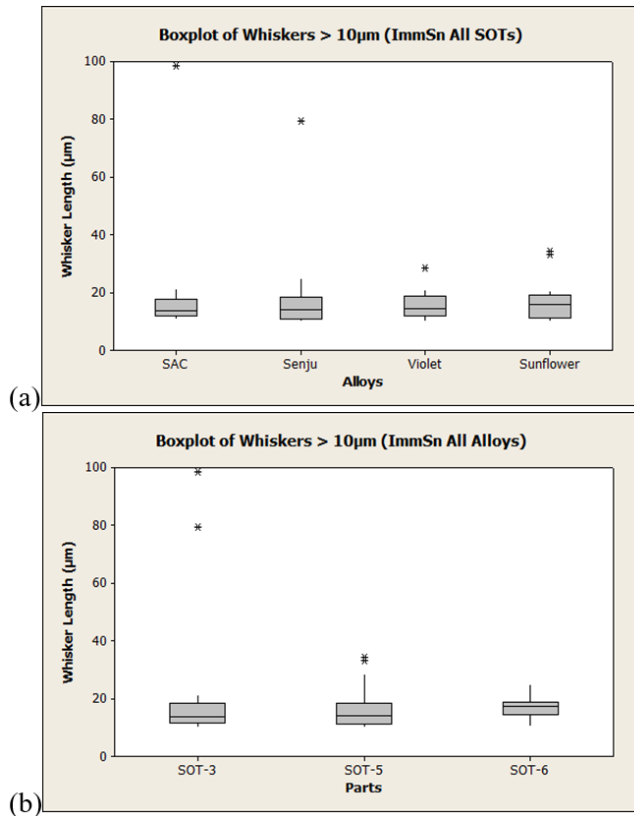 Boxplot of Whiskers > 10µm (ImmSn All SOTs)
100
80
60
40
20
0
Whisker Length (µm)
SAC Senju Violet Sunflower
Alloys
(a)
Boxplot of Whiskers > 10µm (ImmSn All Alloys)
100
80
60
40
20
0
Whisker Length (µm)
SOT-3 SOT-5 SOT-6
Parts
(b)